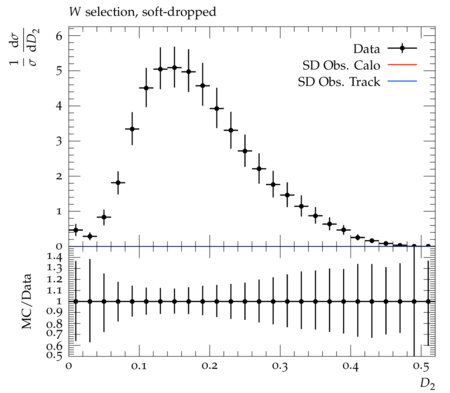 W selection, soft-dropped
1/σ dσ/dD₂
Data
SD Obs. Calo
SD Obs. Track
6
5
4
3
2
1
0
MC/Data
1.4
1.3
1.2
1.1
1
0.9
0.8
0.7
0.6
0.5
0 0.1 0.2 0.3 0.4 0.5
D₂